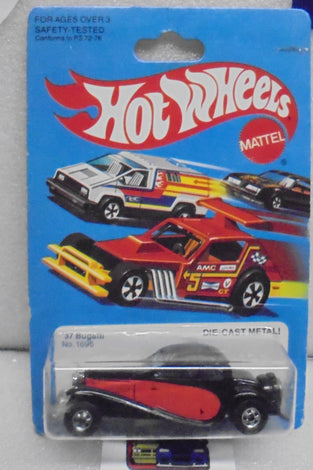 FOR AGES OVER 3
SAFETY-TESTED
Conforms to PS 72-76
HOT WHEELS
MATTEL
AMC
5
GT
DIE-CAST METAL!
'37 Bugatti
No. 1696